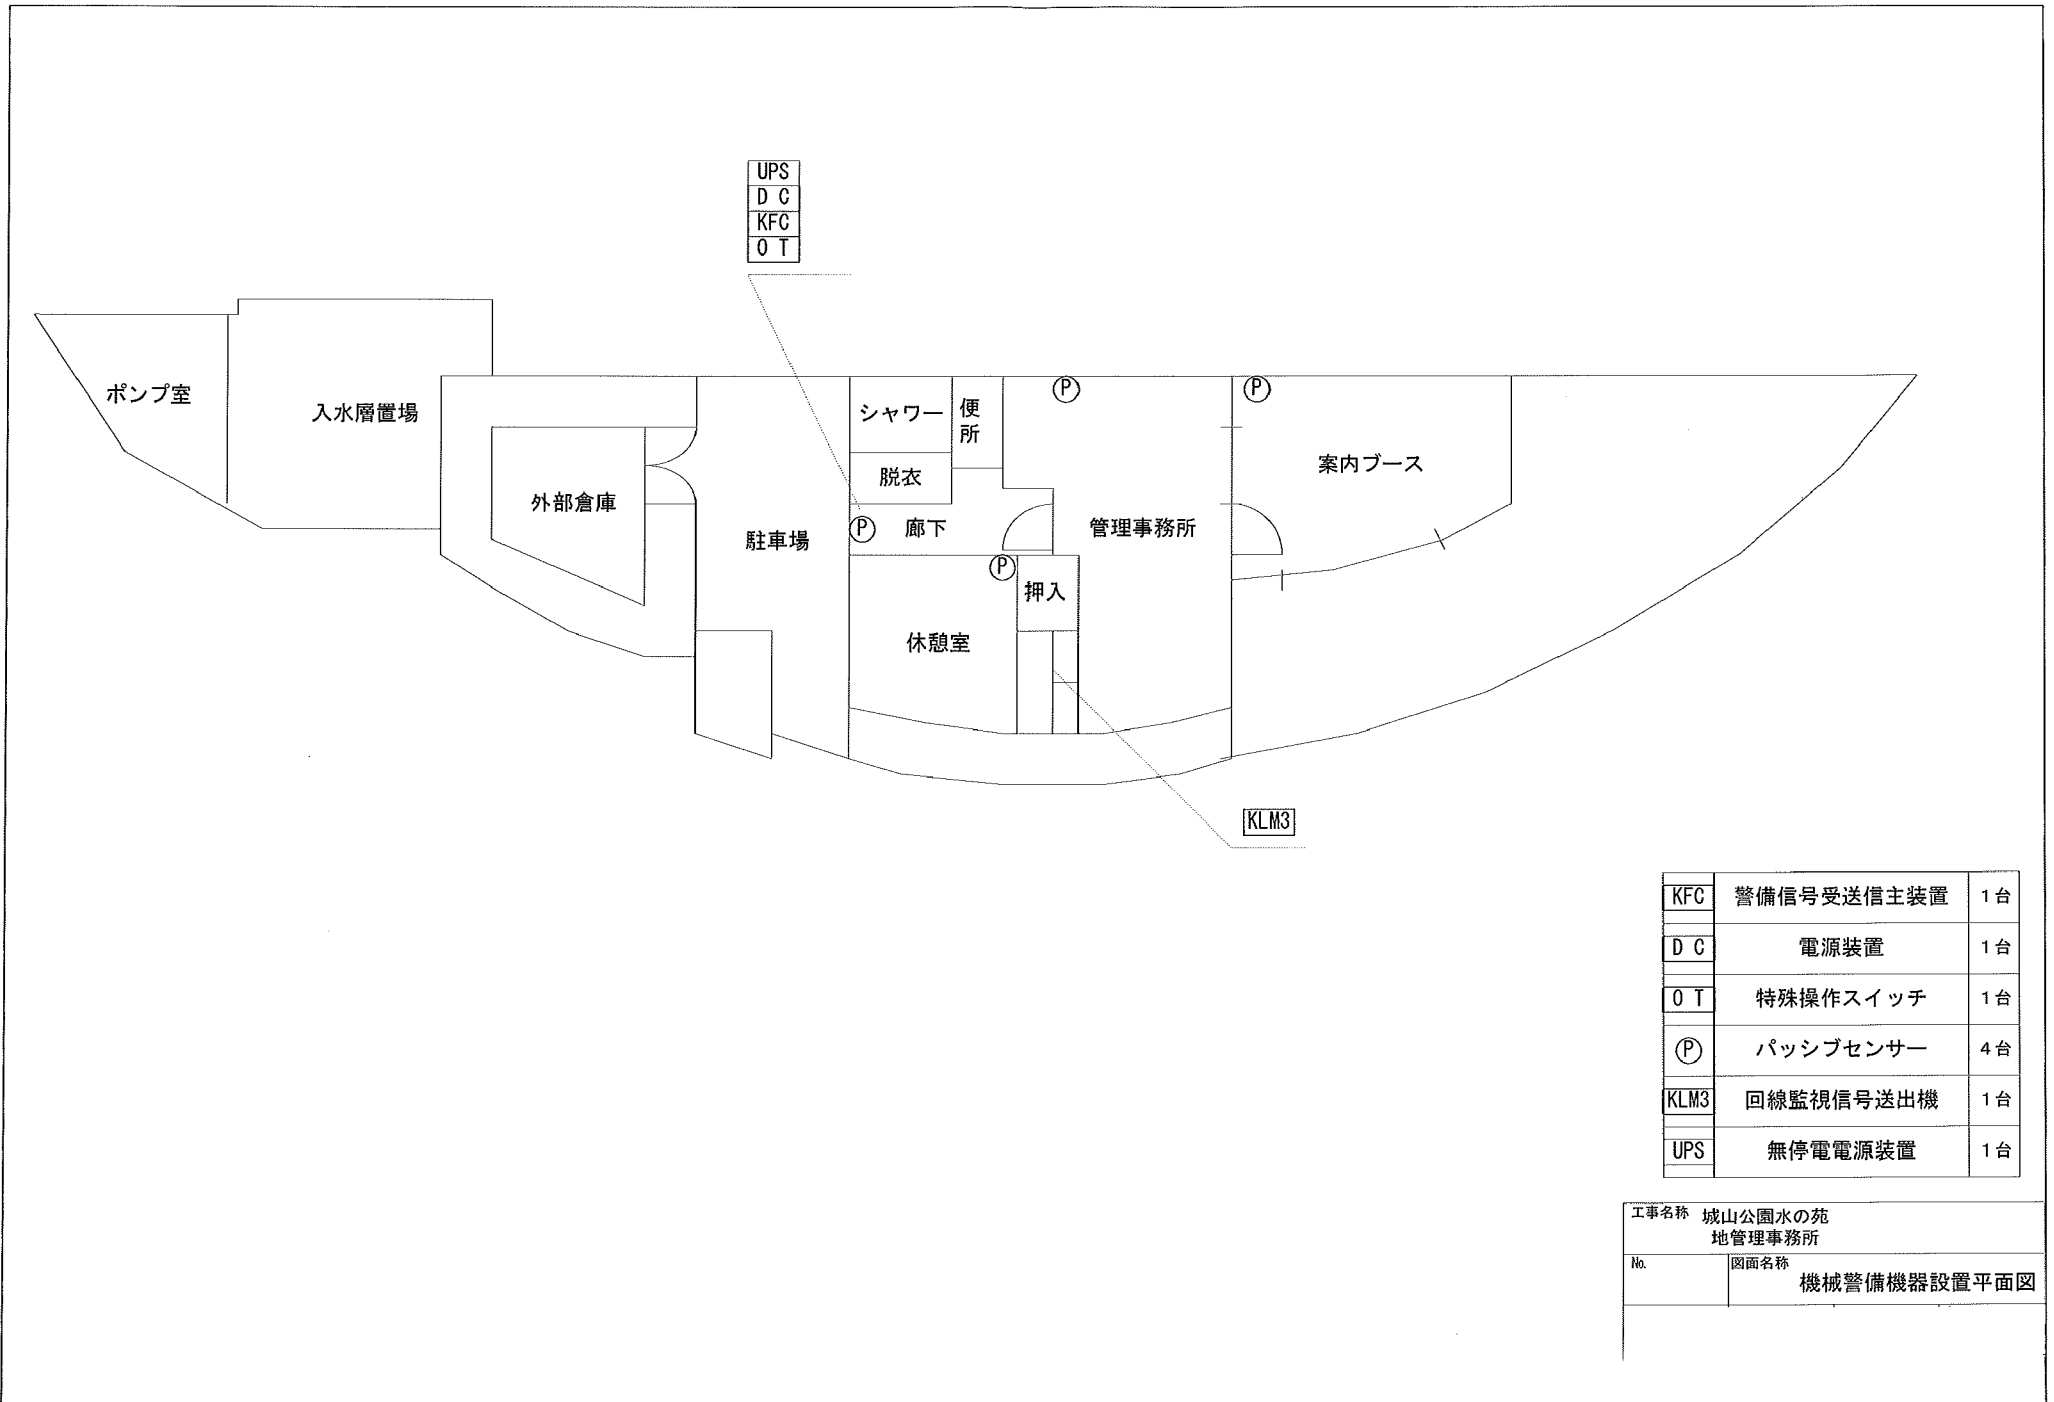 UPS
D C
KFC
O T
ポンプ室
入水層置場
外部倉庫
駐車場
シャワー
便
所
脱衣
P
廊下
P
管理事務所
P
案内ブース
P
押入
休憩室
KLM3
KFC 警備信号受送信主装置 1台
D C 電源装置 1台
O T 特殊操作スイッチ 1台
P パッシブセンサー 4台
KLM3 回線監視信号送出機 1台
UPS 無停電電源装置 1台
工事名称 城山公園水の苑
地管理事務所
№ 図面名称
機械警備機器設置平面図